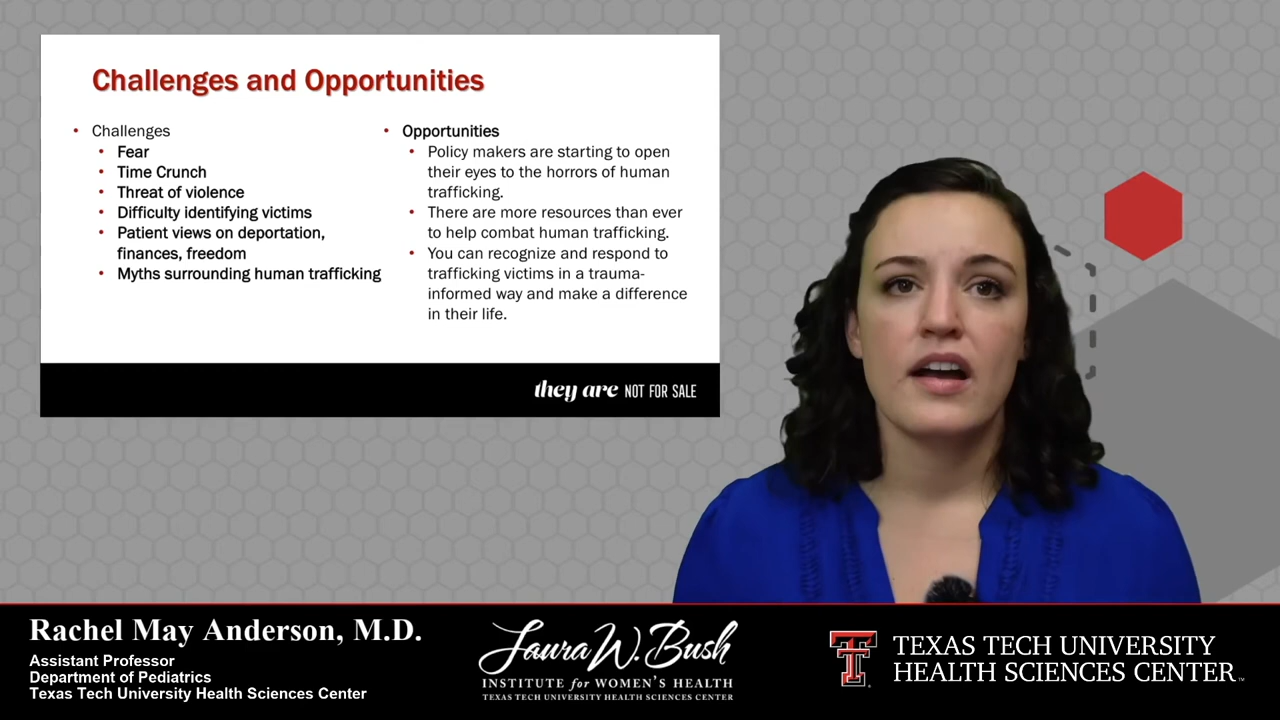 Challenges and Opportunities
• Challenges
• Fear
• Time Crunch
• Threat of violence
• Difficulty identifying victims
• Patient views on deportation,
finances, freedom
• Myths surrounding human trafficking
• Opportunities
• Policy makers are starting to open
their eyes to the horrors of human
trafficking.
• There are more resources than ever
to help combat human trafficking.
• You can recognize and respond to
trafficking victims in a trauma-
informed way and make a difference
in their life.
they are NOT FOR SALE
Rachel May Anderson, M.D.
Assistant Professor
Department of Pediatrics
Texas Tech University Health Sciences Center
Laura W. Bush
INSTITUTE for WOMEN'S HEALTH
TEXAS TECH UNIVERSITY HEALTH SCIENCES CENTER
TEXAS TECH UNIVERSITY
HEALTH SCIENCES CENTER™